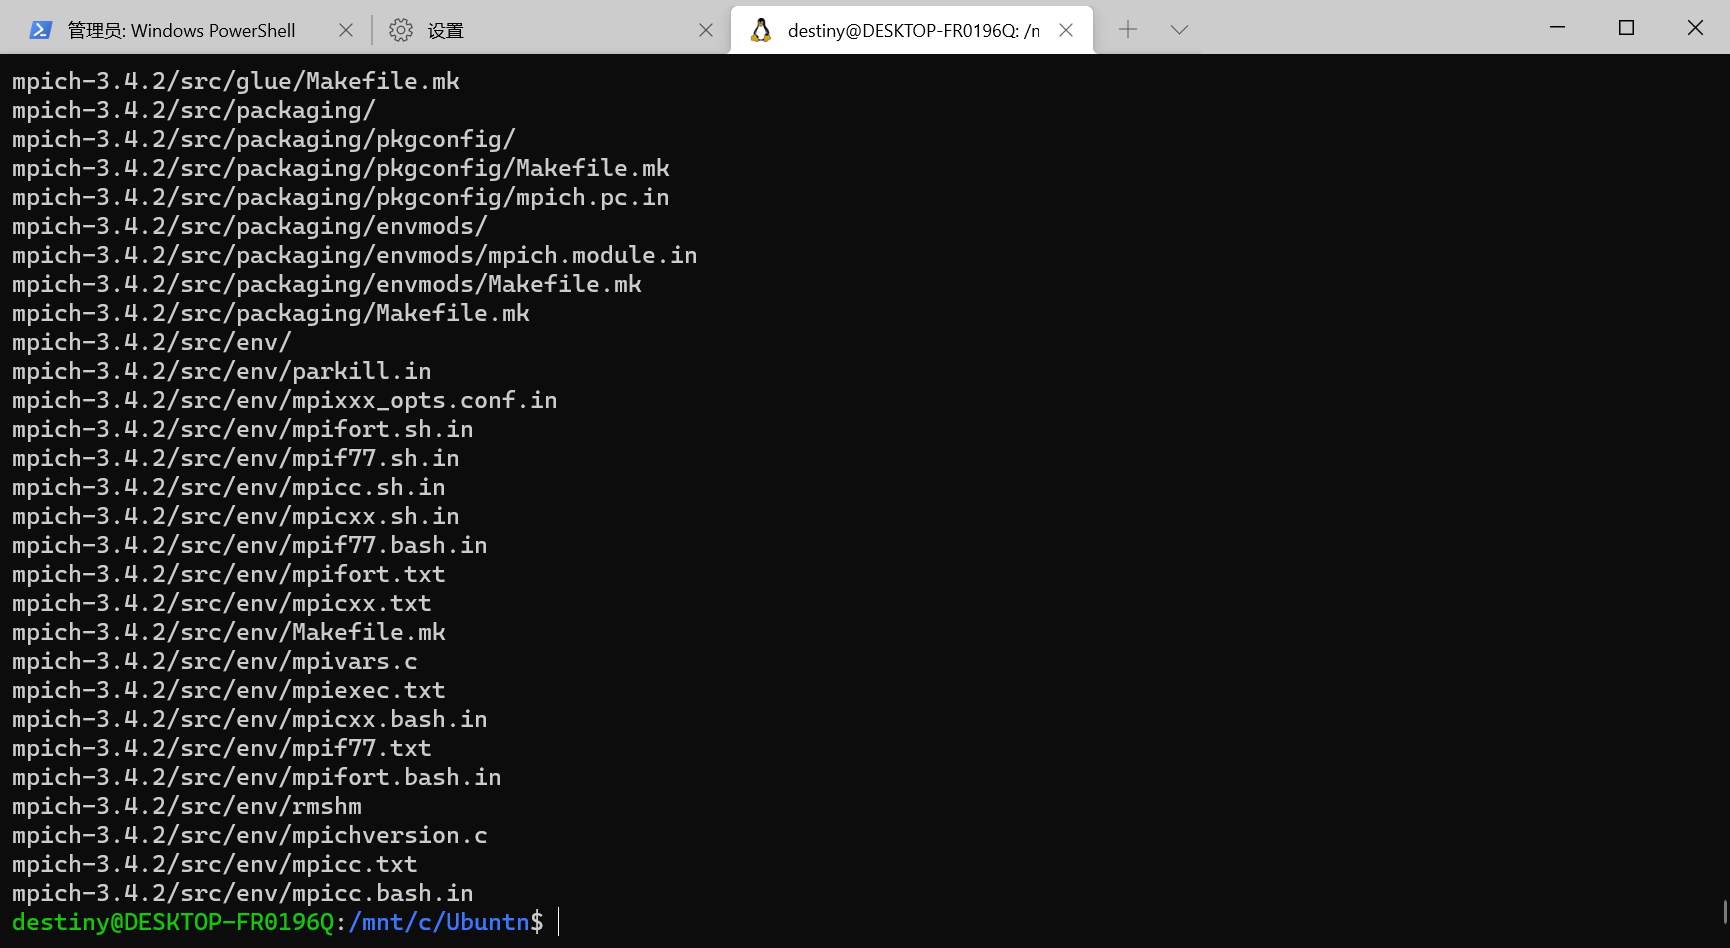 管理员: Windows PowerShell
设置
destiny@DESKTOP-FR0196Q: /n
mpich-3.4.2/src/glue/Makefile.mk
mpich-3.4.2/src/packaging/
mpich-3.4.2/src/packaging/pkgconfig/
mpich-3.4.2/src/packaging/pkgconfig/Makefile.mk
mpich-3.4.2/src/packaging/pkgconfig/mpich.pc.in
mpich-3.4.2/src/packaging/envmods/
mpich-3.4.2/src/packaging/envmods/mpich.module.in
mpich-3.4.2/src/packaging/envmods/Makefile.mk
mpich-3.4.2/src/packaging/Makefile.mk
mpich-3.4.2/src/env/
mpich-3.4.2/src/env/parkill.in
mpich-3.4.2/src/env/mpixxx_opts.conf.in
mpich-3.4.2/src/env/mpifort.sh.in
mpich-3.4.2/src/env/mpif77.sh.in
mpich-3.4.2/src/env/mpicc.sh.in
mpich-3.4.2/src/env/mpicxx.sh.in
mpich-3.4.2/src/env/mpif77.bash.in
mpich-3.4.2/src/env/mpifort.txt
mpich-3.4.2/src/env/mpicxx.txt
mpich-3.4.2/src/env/Makefile.mk
mpich-3.4.2/src/env/mpivars.c
mpich-3.4.2/src/env/mpiexec.txt
mpich-3.4.2/src/env/mpicxx.bash.in
mpich-3.4.2/src/env/mpif77.txt
mpich-3.4.2/src/env/mpifort.bash.in
mpich-3.4.2/src/env/rmshm
mpich-3.4.2/src/env/mpichversion.c
mpich-3.4.2/src/env/mpicc.txt
mpich-3.4.2/src/env/mpicc.bash.in
destiny@DESKTOP-FR0196Q:/mnt/c/Ubuntn$